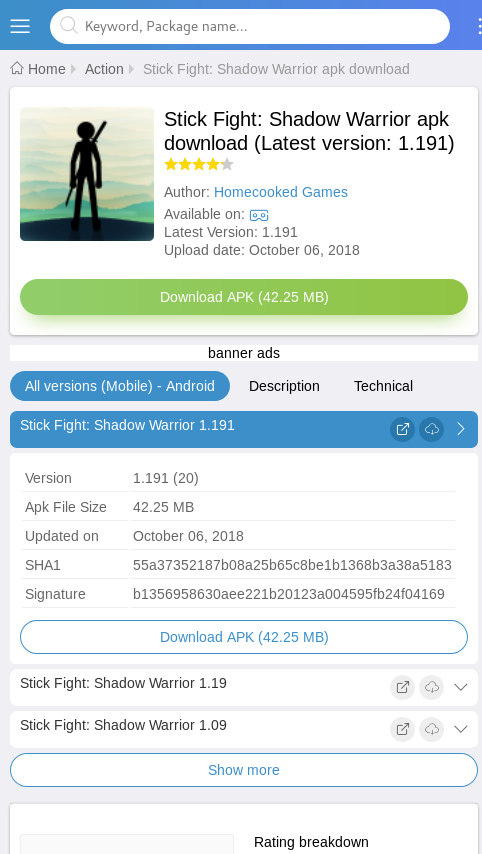 Keyword, Package name...
Home Action Stick Fight: Shadow Warrior apk download
Stick Fight: Shadow Warrior apk
download (Latest version: 1.191)
Author: Homecooked Games
Available on:
Latest Version: 1.191
Upload date: October 06, 2018
Download APK (42.25 MB)
banner ads
All versions (Mobile) - Android Description Technical
Stick Fight: Shadow Warrior 1.191
Version 1.191 (20)
Apk File Size 42.25 MB
Updated on October 06, 2018
SHA1 55a37352187b08a25b65c8be1b1368b3a38a5183
Signature b1356958630aee221b20123a004595fb24f04169
Download APK (42.25 MB)
Stick Fight: Shadow Warrior 1.19
Stick Fight: Shadow Warrior 1.09
Show more
Rating breakdown